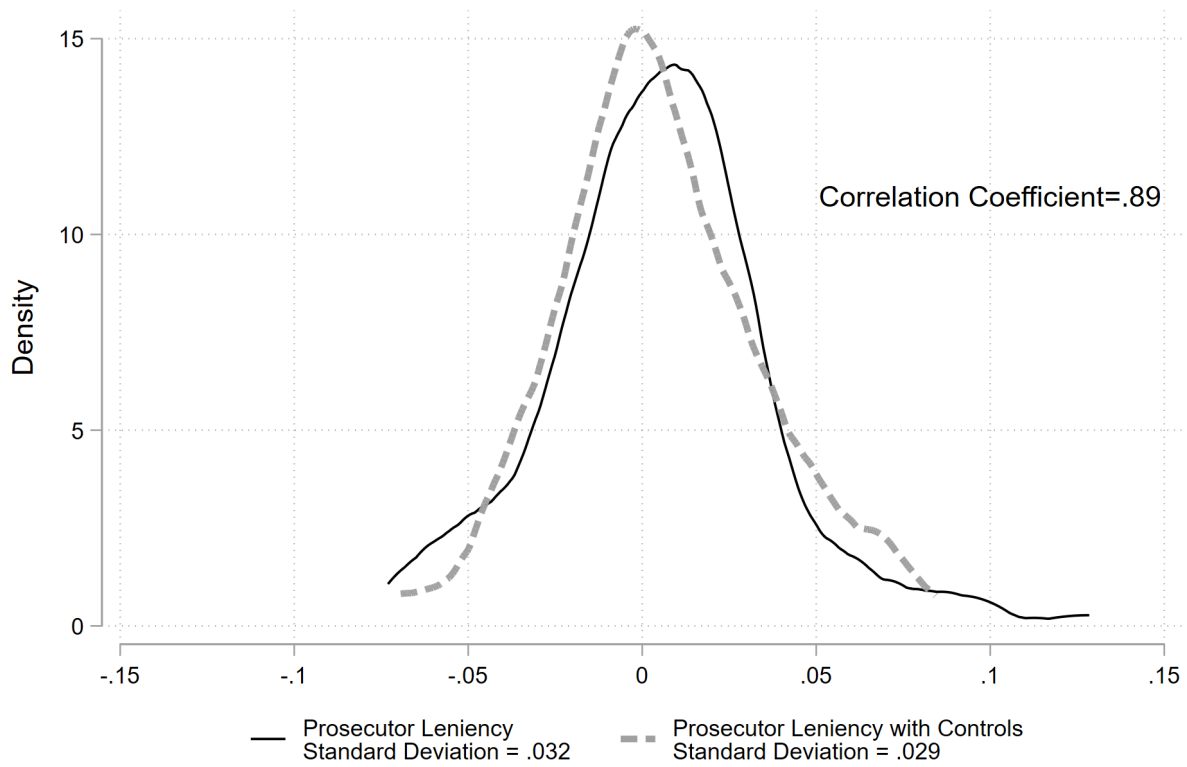 15
10
5
0
Density
Correlation Coefficient=.89
-.15
-.1
-.05
0
.05
.1
.15
Prosecutor Leniency
Standard Deviation = .032
Prosecutor Leniency with Controls
Standard Deviation = .029